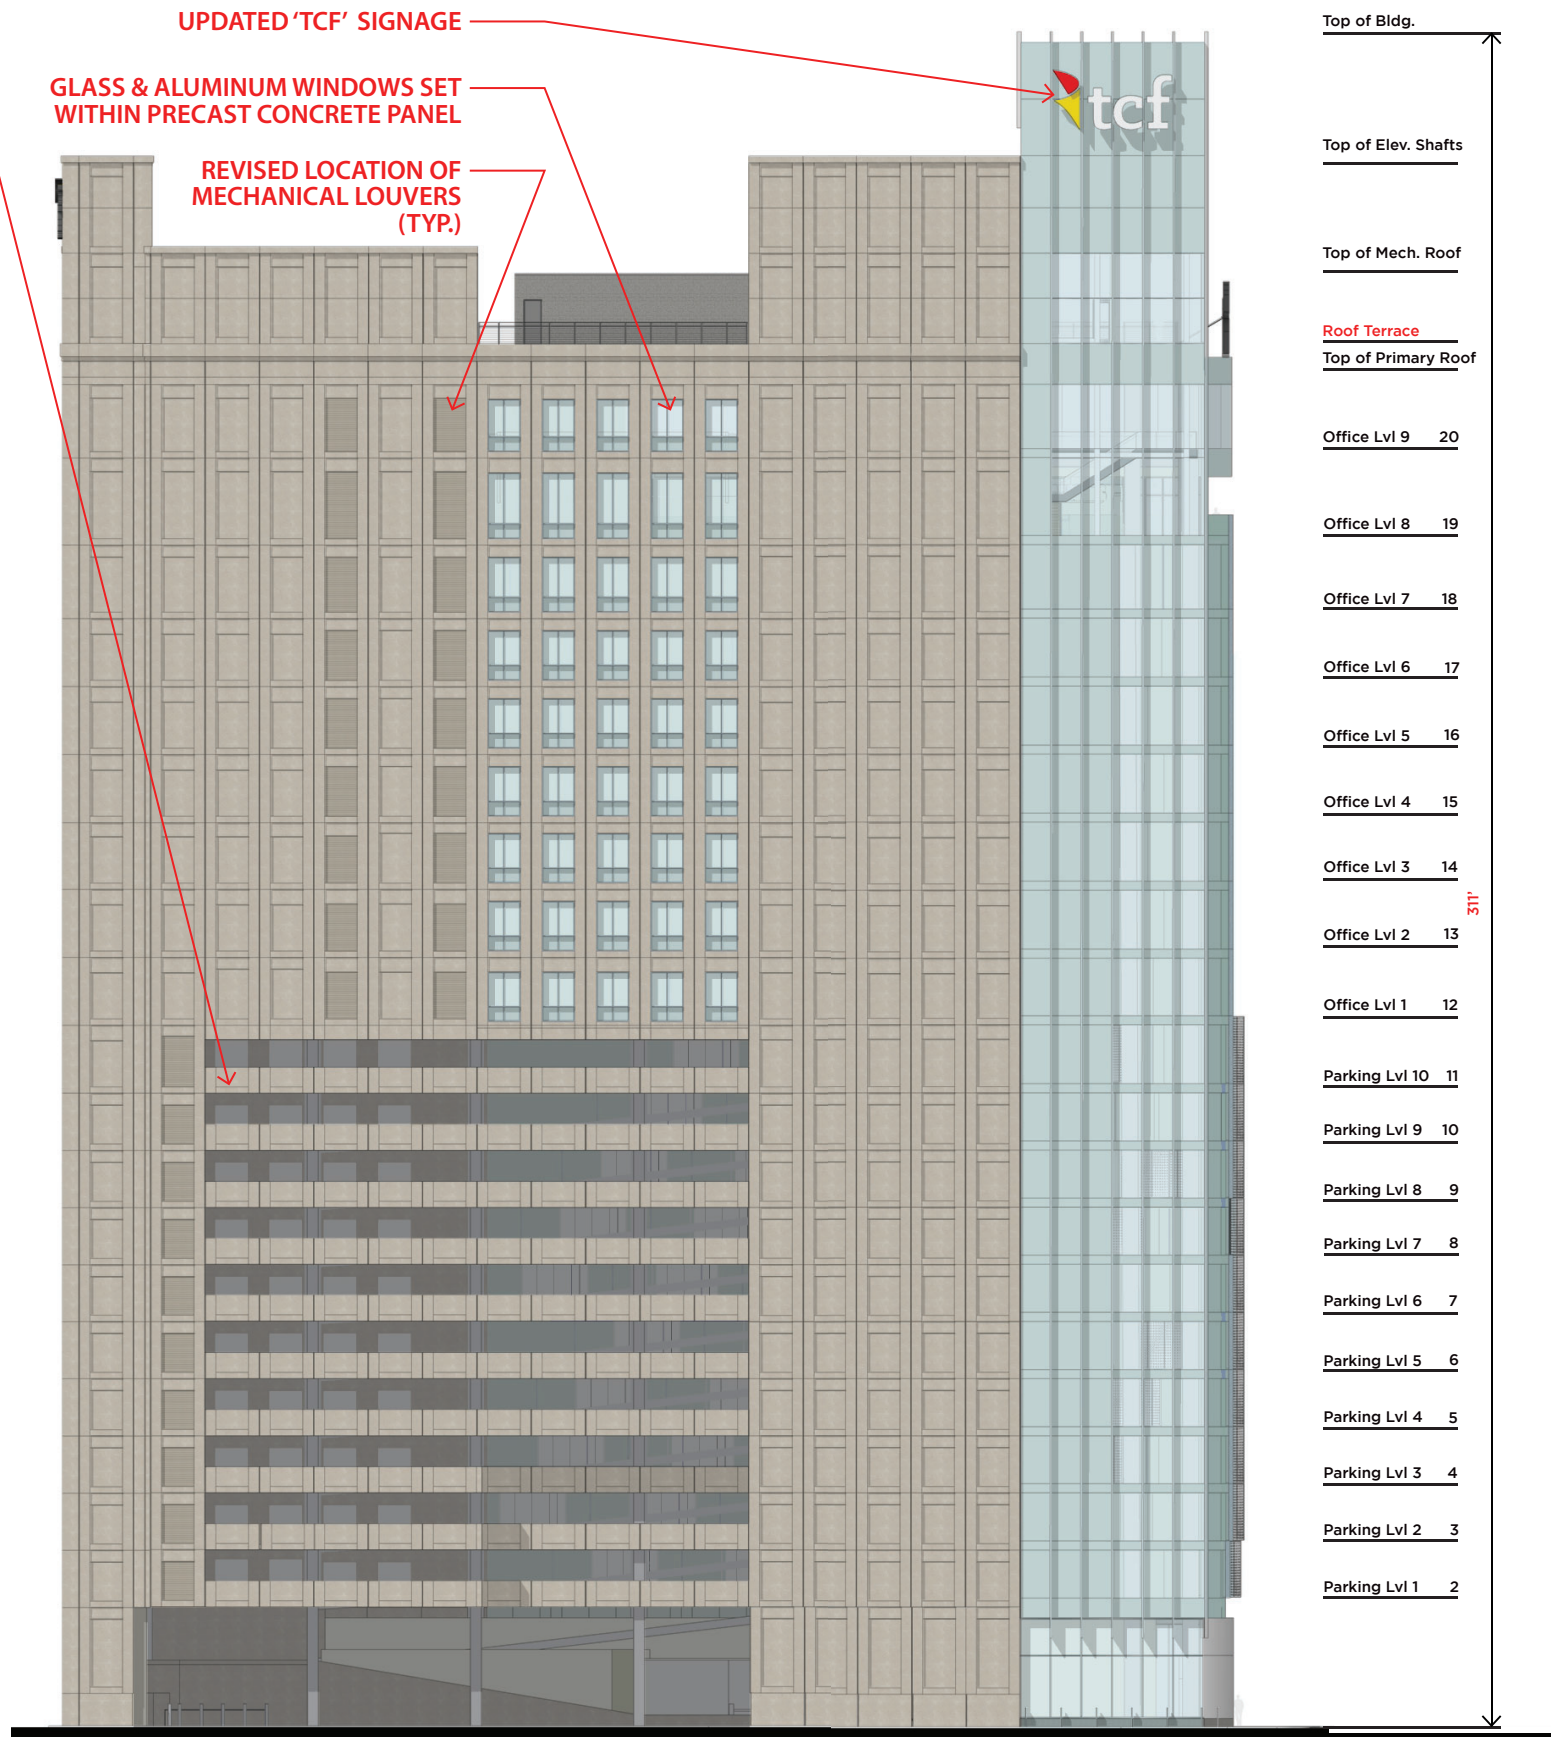 UPDATED ‘TCF’ SIGNAGE
GLASS & ALUMINUM WINDOWS SET
WITHIN PRECAST CONCRETE PANEL
REVISED LOCATION OF
MECHANICAL LOUVERS
(TYP.)
tcf
Top of Bldg.
Top of Elev. Shafts
Top of Mech. Roof
Roof Terrace
Top of Primary Roof
Office Lvl 9 20
Office Lvl 8 19
Office Lvl 7 18
Office Lvl 6 17
Office Lvl 5 16
Office Lvl 4 15
Office Lvl 3 14
311'
Office Lvl 2 13
Office Lvl 1 12
Parking Lvl 10 11
Parking Lvl 9 10
Parking Lvl 8 9
Parking Lvl 7 8
Parking Lvl 6 7
Parking Lvl 5 6
Parking Lvl 4 5
Parking Lvl 3 4
Parking Lvl 2 3
Parking Lvl 1 2